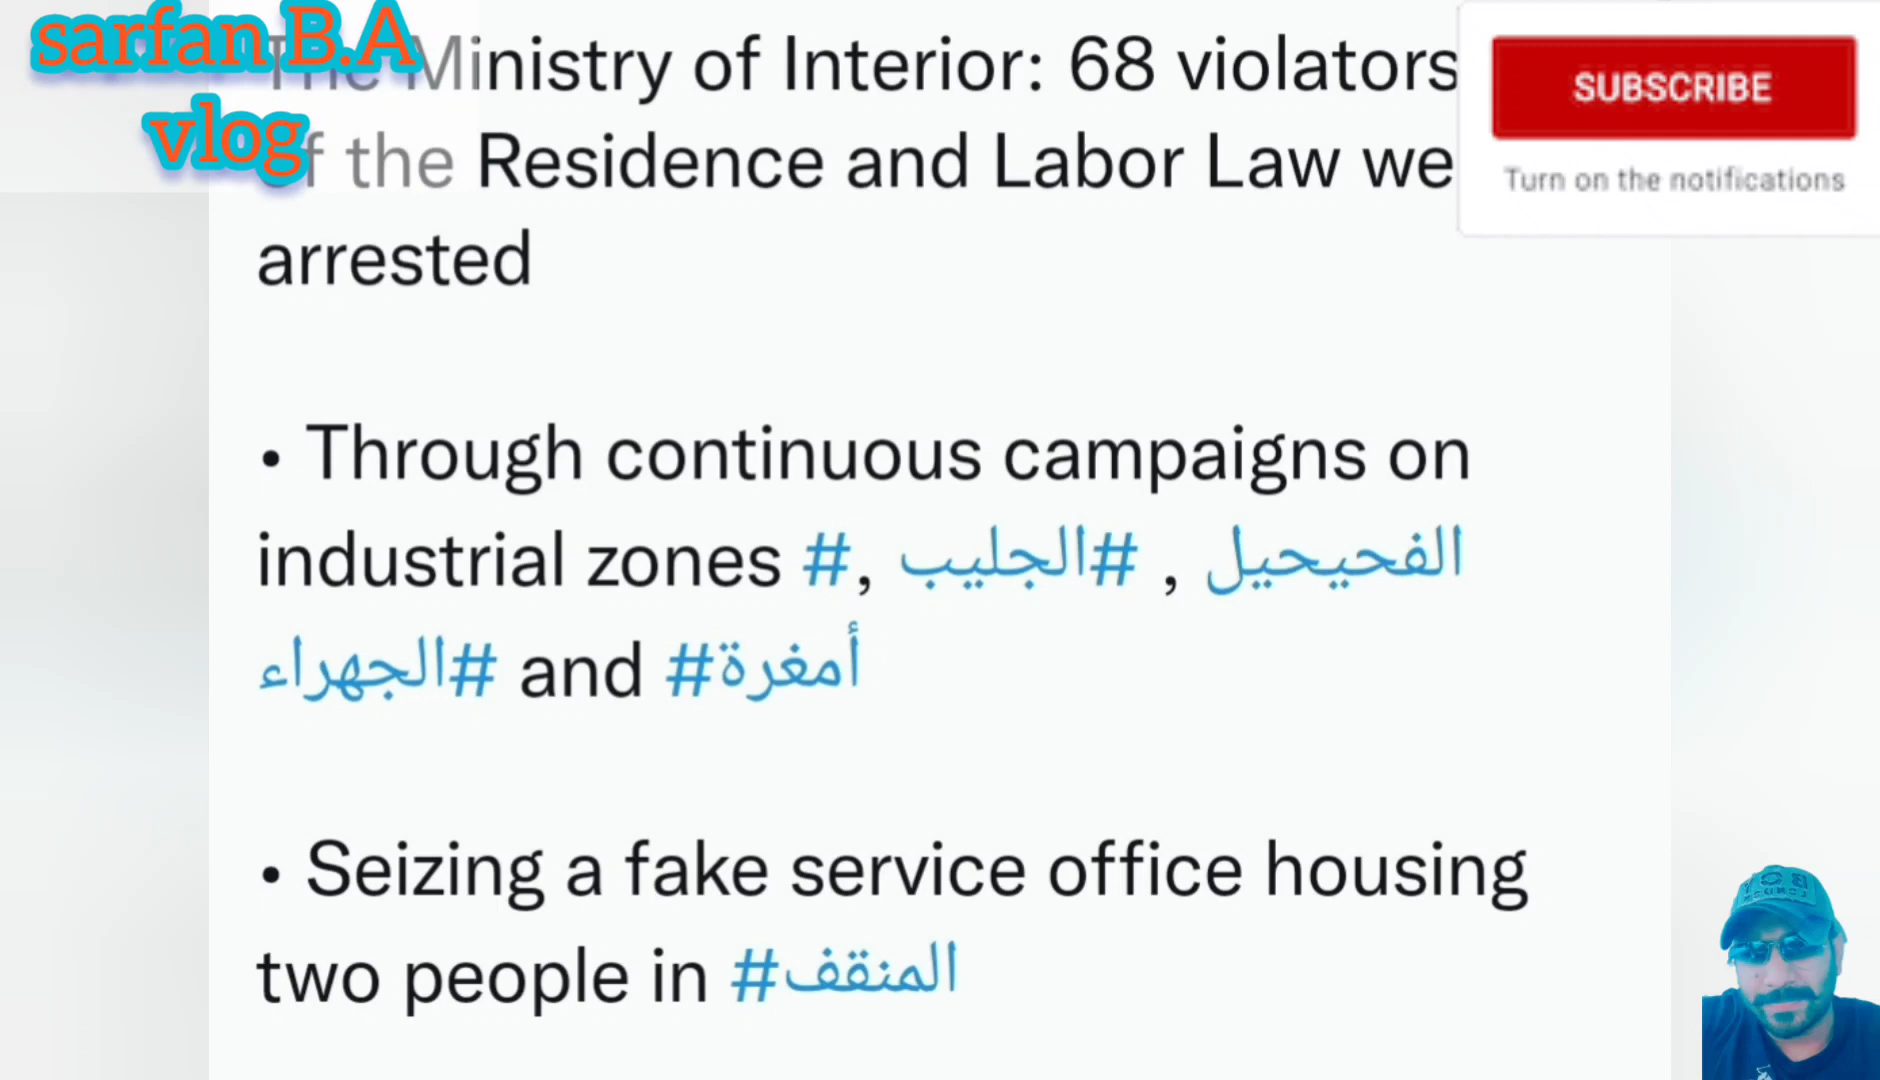 sarfan B.A
vlog
The Ministry of Interior: 68 violators
of the Residence and Labor Law we
arrested
• Through continuous campaigns on
industrial zones #, الجليب# , الفحيحيل
الجهراء# and #أمغرة
• Seizing a fake service office housing
two people in #المنقف
SUBSCRIBE
Turn on the notifications